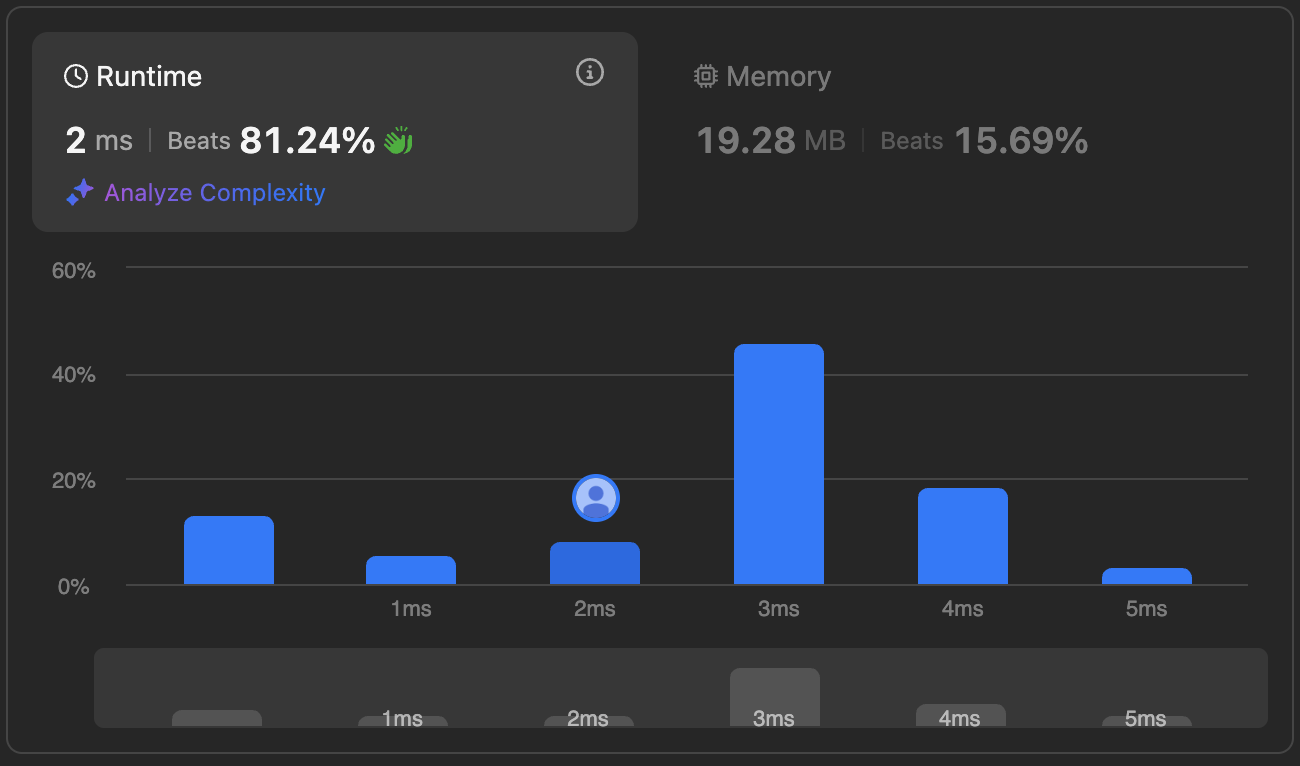 Runtime
2 ms | Beats 81.24%
Analyze Complexity
Memory
19.28 MB | Beats 15.69%
60%
40%
20%
0%
1ms 2ms 3ms 4ms 5ms
1ms 2ms 3ms 4ms 5ms